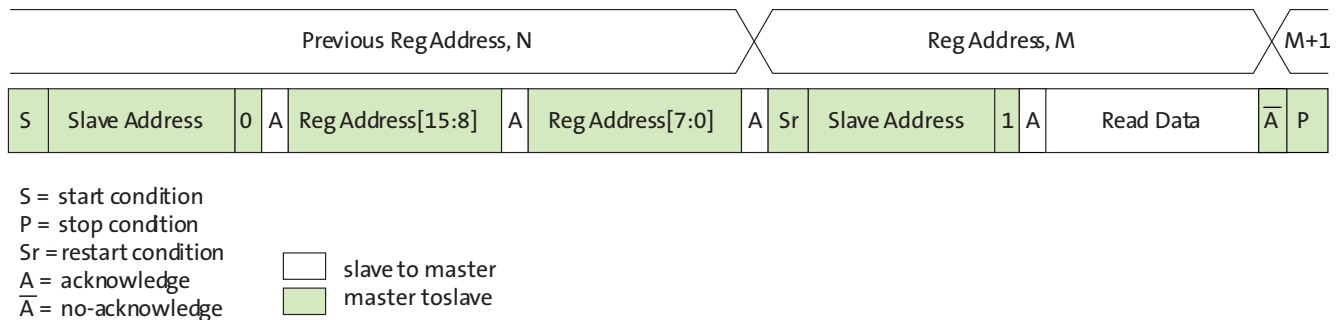 Previous Reg Address, N Reg Address, M M+1
S Slave Address 0 A Reg Address[15:8] A Reg Address[7:0] A Sr Slave Address 1 A Read Data A̅ P
S = start condition
P = stop condition
Sr = restart condition
A = acknowledge
A̅ = no-acknowledge
slave to master
master toslave